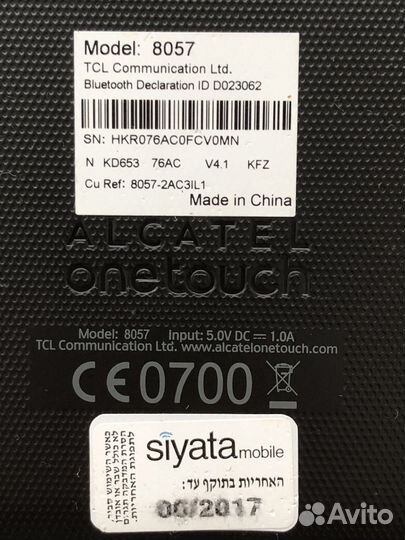 Model: 8057
TCL Communication Ltd.
Bluetooth Declaration ID D023062
SN: HKR076AC0FCV0MN
N KD653 76AC V4.1 KFZ
Cu Ref: 8057-2AC3IL1
Made in China
ALCATEL
onetouch
Model: 8057 Input: 5.0V DC 1.0A
TCL Communication Ltd. www.alcatelonetouch.com
CE0700
siyata mobile
האחריות בתוקף עד:
06/2017
Avito